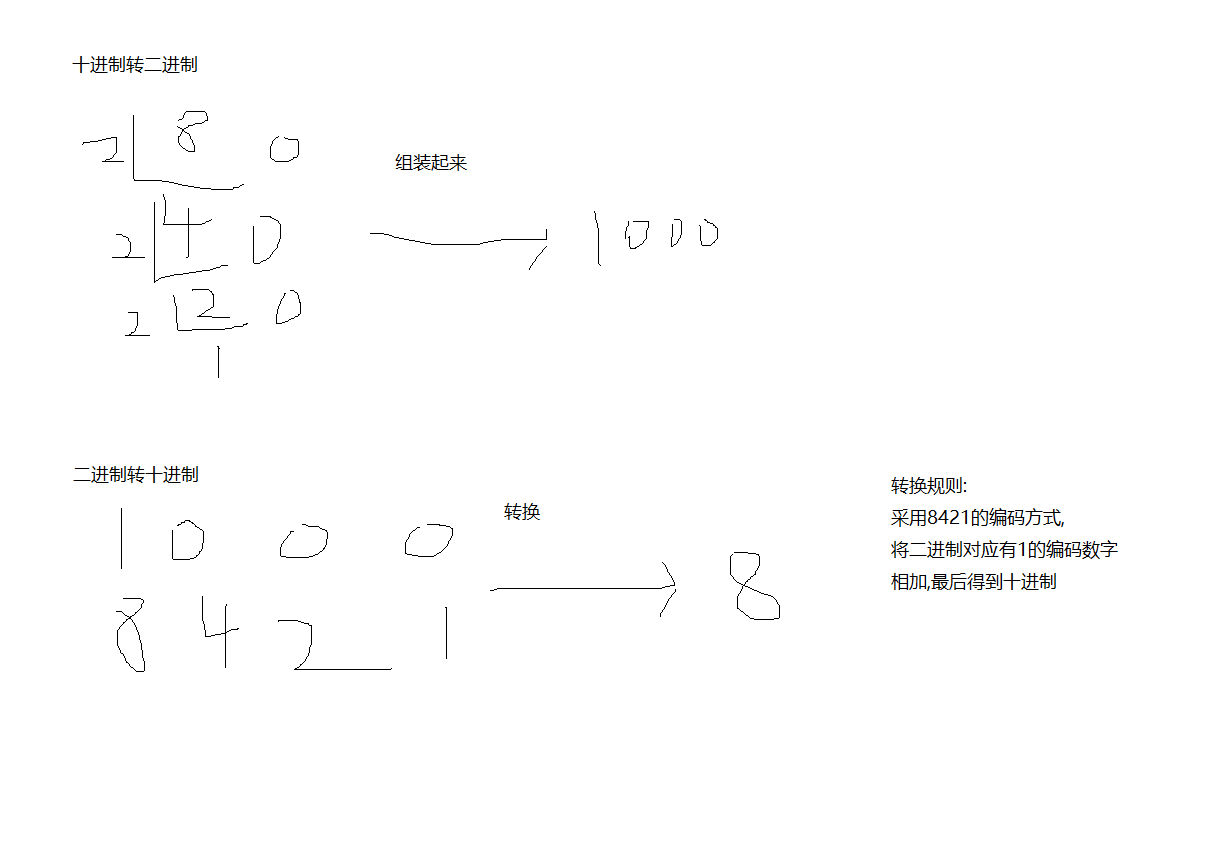 十进制转二进制
2 8 0
组装起来
2 4 0
1000
2 2 0
1
二进制转十进制
1 0 0 0
8 4 2 1
转换
8
转换规则:
采用8421的编码方式,
将二进制对应有1的编码数字
相加,最后得到十进制